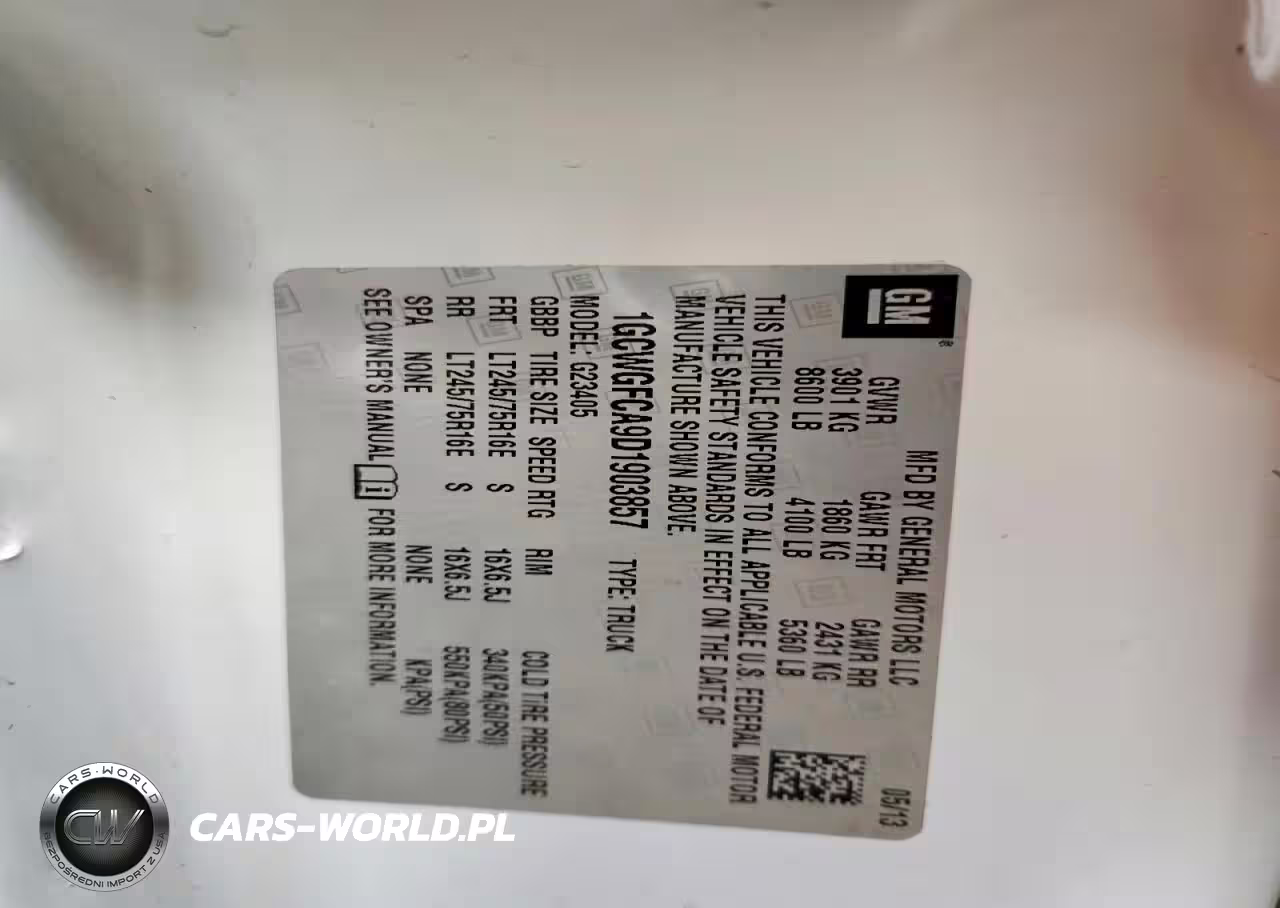 GM
MFD BY GENERAL MOTORS LLC 05/13
GVWR GAWR FRT GAWR RR
3901 KG 1860 KG 2431 KG
8600 LB 4100 LB 5360 LB
THIS VEHICLE CONFORMS TO ALL APPLICABLE U.S. FEDERAL MOTOR
VEHICLE SAFETY STANDARDS IN EFFECT ON THE DATE OF
MANUFACTURE SHOWN ABOVE.
1GCWGFCA9D1903857 TYPE: TRUCK
MODEL: G23405
GBBP TIRE SIZE SPEED RTG RIM COLD TIRE PRESSURE
FRT LT245/75R16E S 16X6.5J 340KPA(50PSI)
RR LT245/75R16E S 16X6.5J 550KPA(80PSI)
SPA NONE NONE KPA(PSI)
SEE OWNER'S MANUAL FOR MORE INFORMATION.
CARS-WORLD
CW
BEZPOŚREDNI IMPORT Z USA
CARS-WORLD.PL